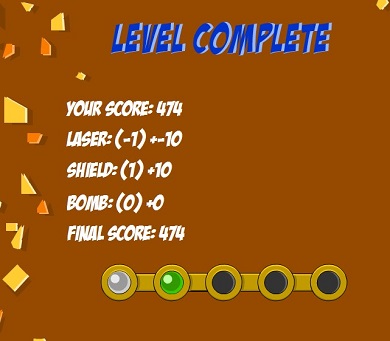 LEVEL COMPLETE
YOUR SCORE: 474
LASER: (-1) +-10
SHIELD: (1) +10
BOMB: (0) +0
FINAL SCORE: 474